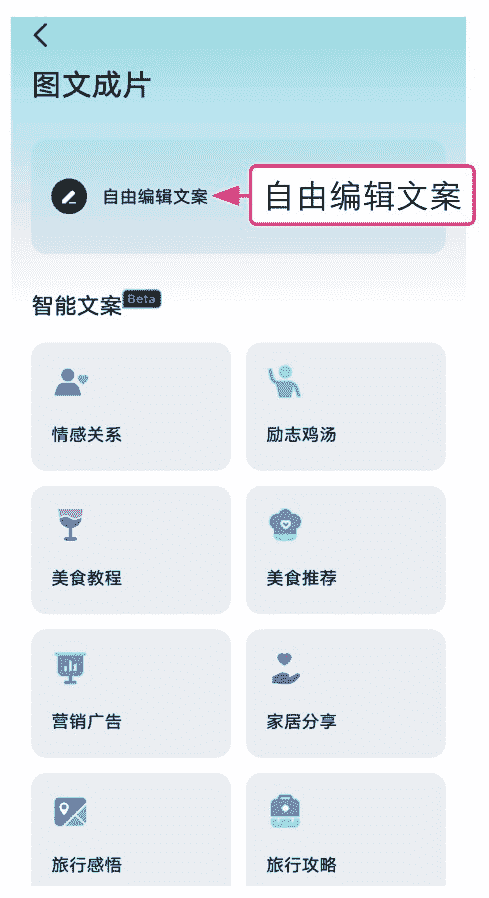 图文成片
自由编辑文案
自由编辑文案
智能文案 Beta
情感关系
励志鸡汤
美食教程
美食推荐
营销广告
家居分享
旅行感悟
旅行攻略